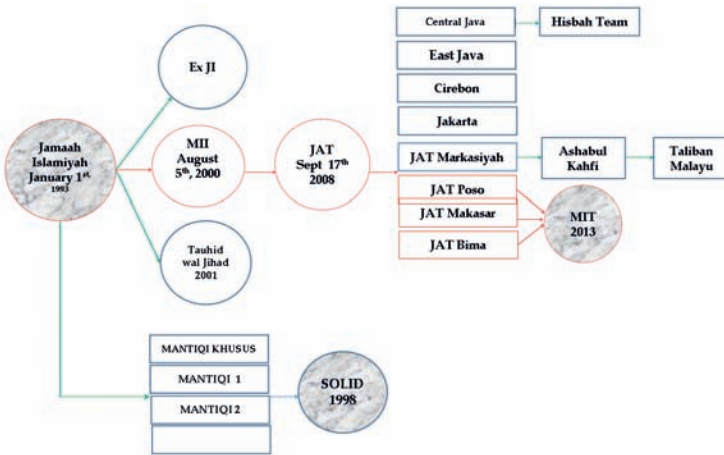 Jamaah
Islamiyah
January 1st,
1993
Ex JI
MII
August
5th, 2000
Tauhid
wal Jihad
2001
JAT
Sept 17th
2008
Central Java
Hisbah Team
East Java
Cirebon
Jakarta
JAT Markasiyah
Ashabul
Kahfi
Taliban
Malayu
JAT Poso
JAT Makasar
JAT Bima
MIT
2013
MANTIQI KHUSUS
MANTIQI 1
MANTIQI 2
SOLID
1998